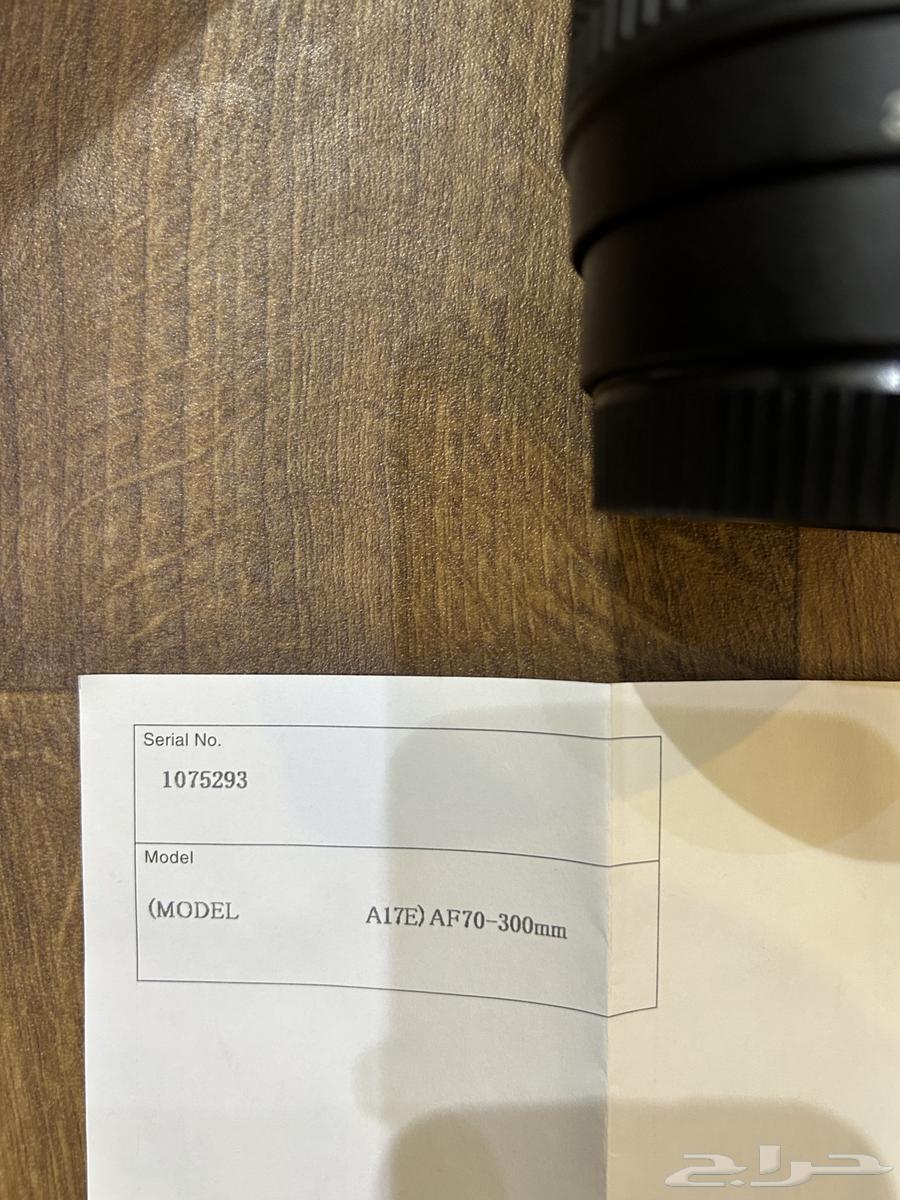 Serial No.
1075293
Model
(MODEL A17E) AF70-300mm
حراج